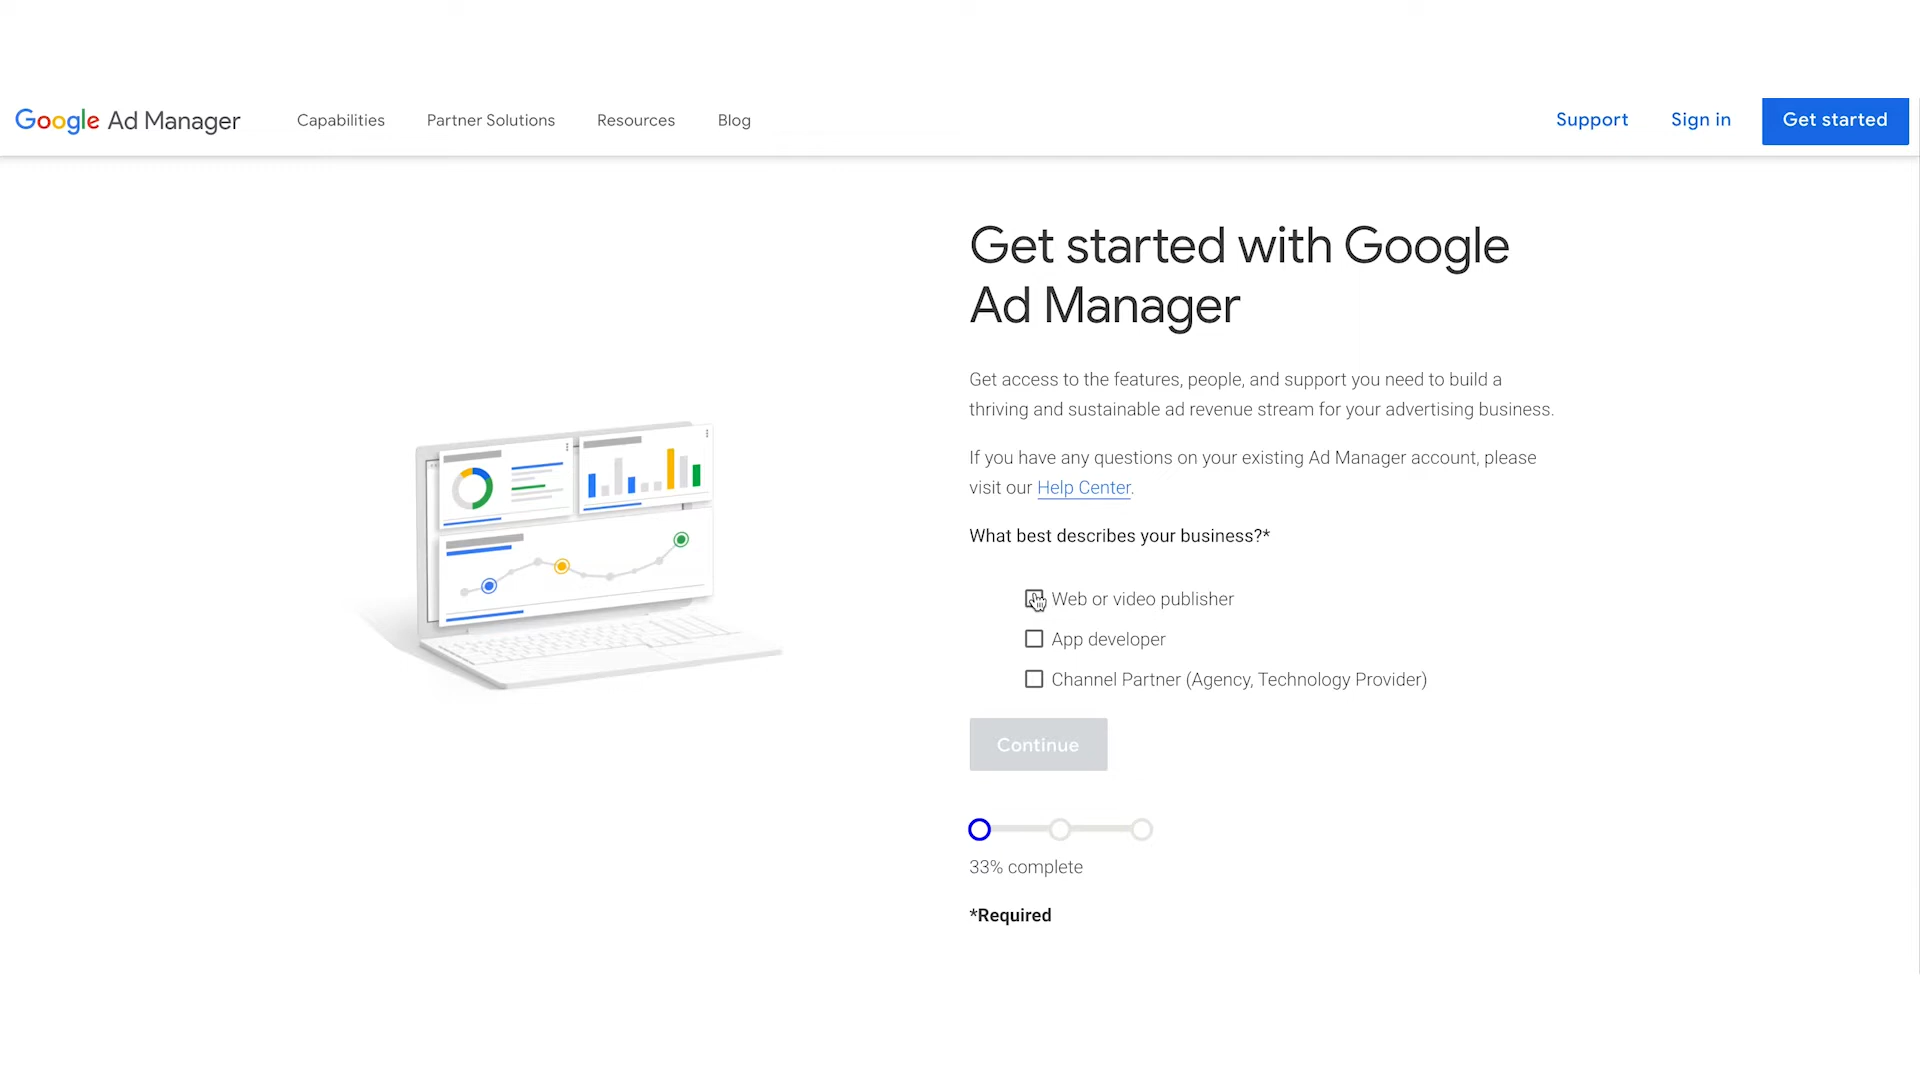 Google Ad Manager
Capabilities
Partner Solutions
Resources
Blog
Support
Sign in
Get started
Get started with Google
Ad Manager
Get access to the features, people, and support you need to build a
thriving and sustainable ad revenue stream for your advertising business.
If you have any questions on your existing Ad Manager account, please
visit our Help Center.
What best describes your business?*
Web or video publisher
App developer
Channel Partner (Agency, Technology Provider)
Continue
33% complete
*Required